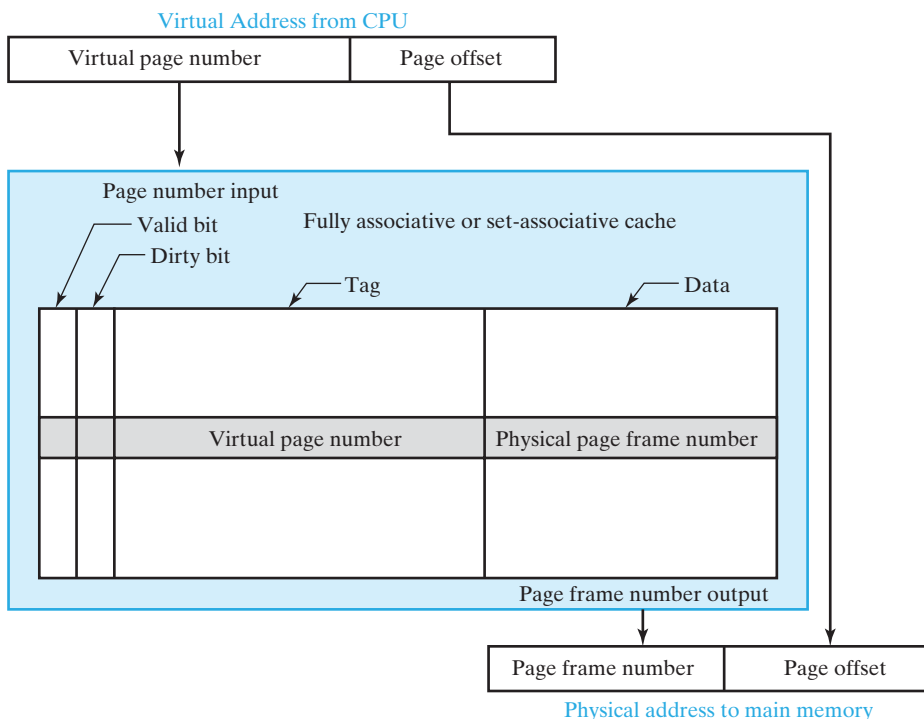 Virtual Address from CPU
Virtual page number
Page offset
Page number input
Valid bit
Fully associative or set-associative cache
Dirty bit
Tag
Data
Virtual page number
Physical page frame number
Page frame number output
Page frame number
Page offset
Physical address to main memory